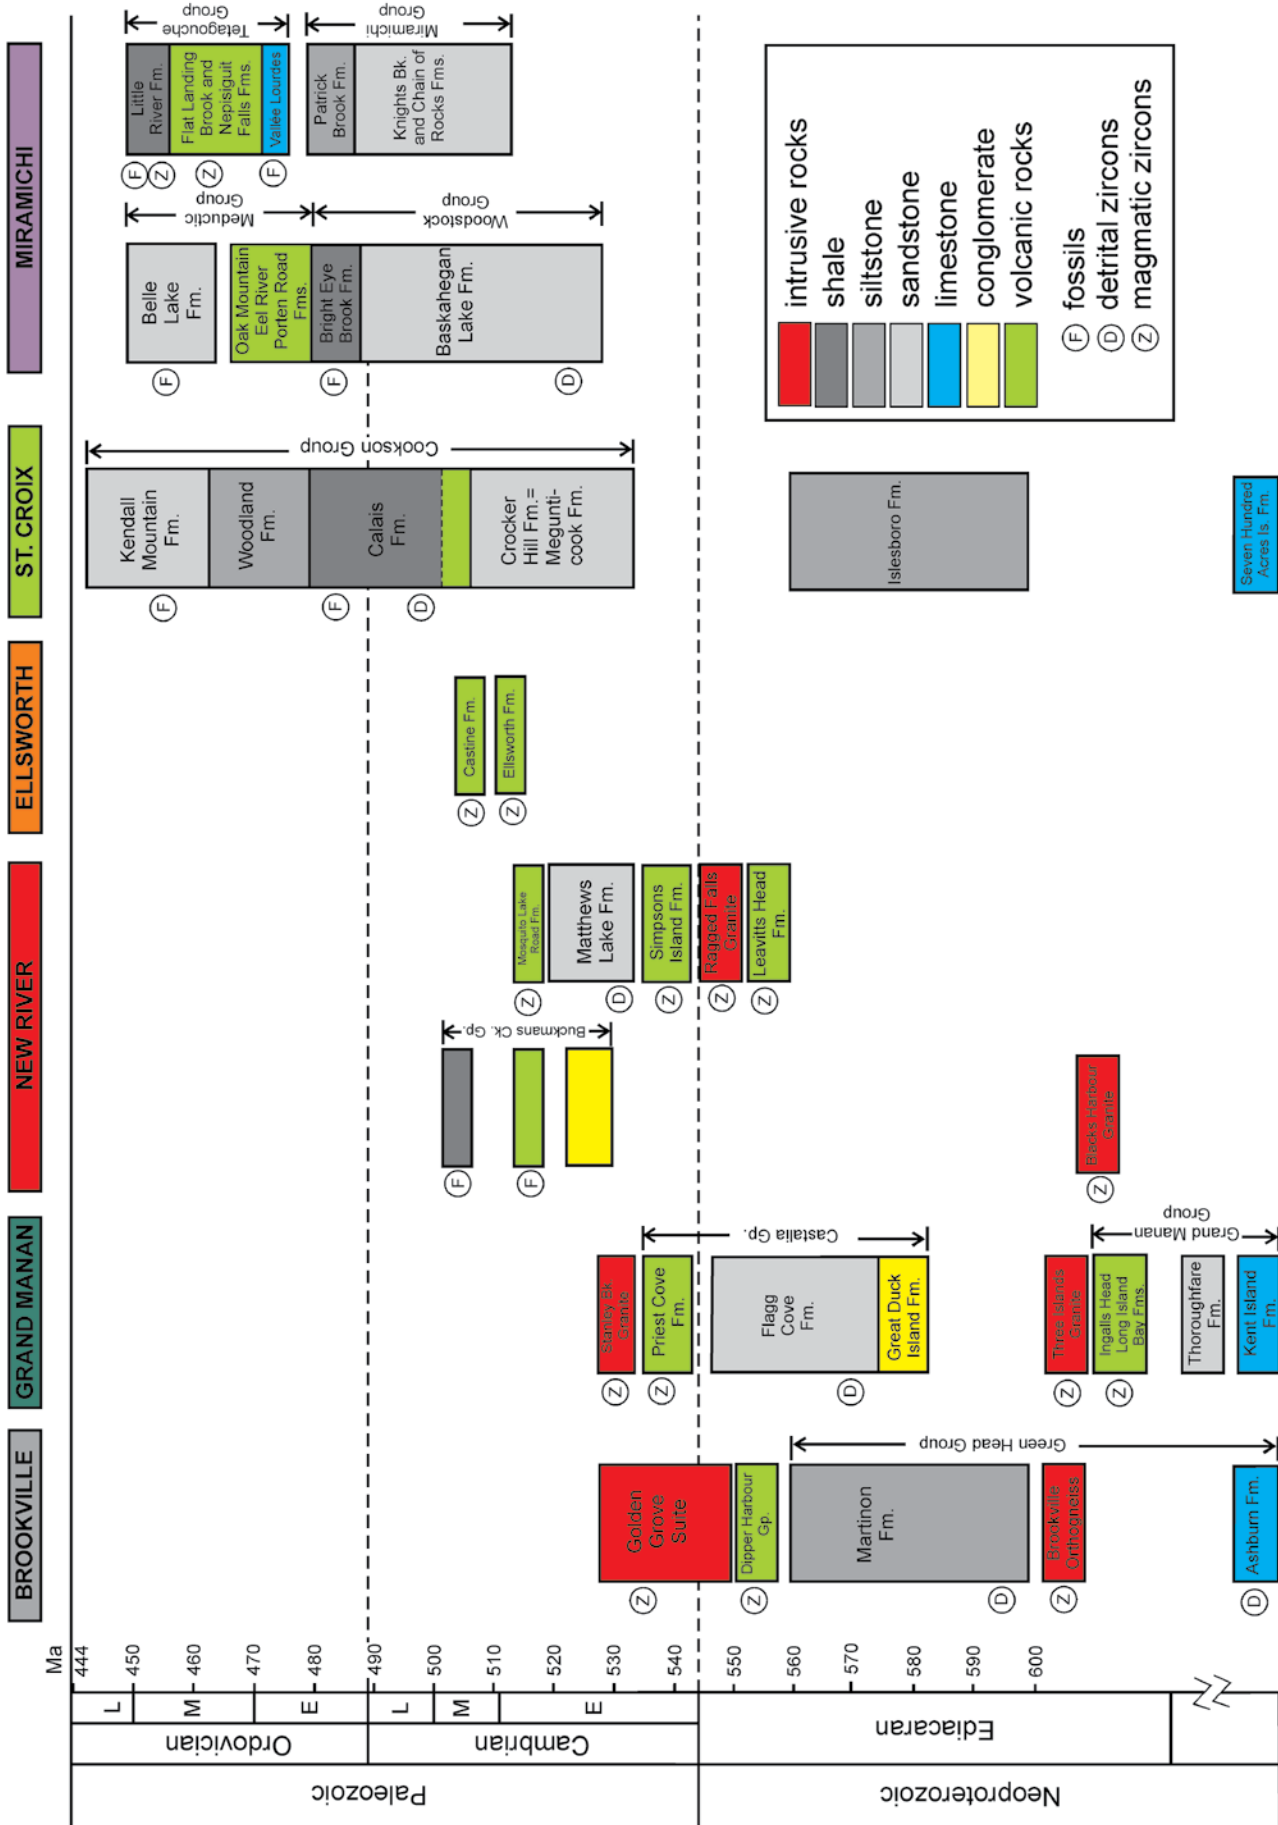 BROOKVILLE
GRAND MANAN
NEW RIVER
ELLSWORTH
ST. CROIX
MIRAMICHI
Ma
444
450
460
470
480
490
500
510
520
530
540
550
560
570
580
590
600
L
M
E
L
M
E
Ordovician
Cambrian
Ediacaran
Paleozoic
Neoproterozoic
Golden
Grove
Suite
Z
Dipper Harbour
Gp.
Z
Martinon
Fm.
D
Brookville
Orthogneiss
Z
Ashburn Fm.
D
Green Head Group
Stanley Bk.
Granite
Z
Priest Cove
Fm.
Z
Flagg
Cove
Fm.
D
Great Duck
Island Fm.
Castalia Gp.
Three Islands
Granite
Z
Ingalls Head
Long Island
Bay Fms.
Z
Thoroughfare
Fm.
Kent Island
Fm.
Grand Manan
Group
F
F
Buckmans Ck. Gp.
Blacks Harbour
Granite
Z
Mosquito Lake
Road Fm.
Z
Matthews
Lake Fm.
D
Simpsons
Island Fm.
Z
Ragged Falls
Granite
Z
Leavitts Head
Fm.
Z
Castine Fm.
Z
Ellsworth Fm.
Z
Kendall
Mountain
Fm.
F
Woodland
Fm.
Calais
Fm.
F
D
Crocker
Hill Fm.=
Megunti-
cook Fm.
Cookson Group
Islesboro Fm.
Seven Hundred
Acres Is. Fm.
Belle
Lake
Fm.
F
Oak Mountain
Eel River
Porten Road
Fms.
Bright Eye
Brook Fm.
F
Baskahegan
Lake Fm.
D
Meductic
Group
Woodstock
Group
Little
River Fm.
F
Z
Flat Landing
Brook and
Nepisiguit
Falls Fms.
Z
Vallée Lourdes
F
Patrick
Brook Fm.
Knights Bk.
and Chain of
Rocks Fms.
Tetagouche
Group
Miramichi
Group
intrusive rocks
shale
siltstone
sandstone
limestone
conglomerate
volcanic rocks
F fossils
D detrital zircons
Z magmatic zircons